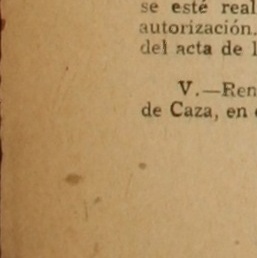 se esté real
autorización.
del acta de l
V.—Ren
de Caza, en